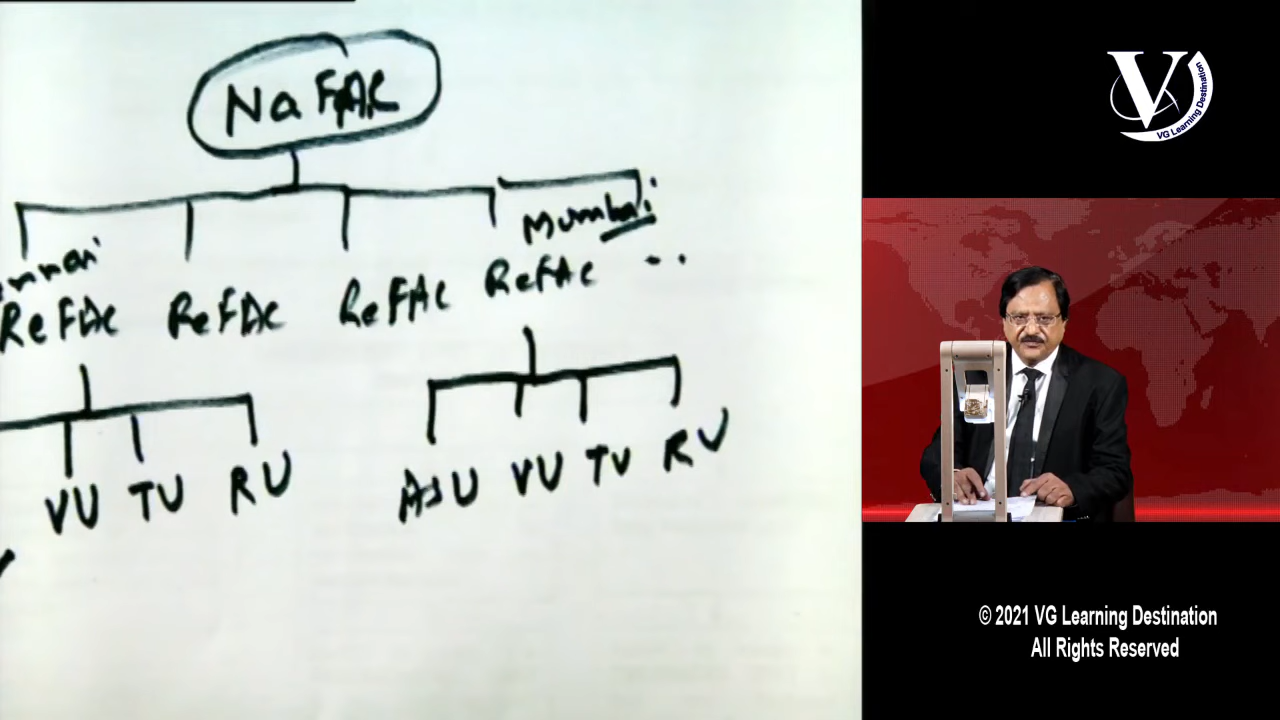 NaFAC
Mumbai
ReFAC ReFAC ReFAC ReFAC ...
VU TU RU AsU VU TU RU
V
VG Learning Destination
© 2021 VG Learning Destination
All Rights Reserved